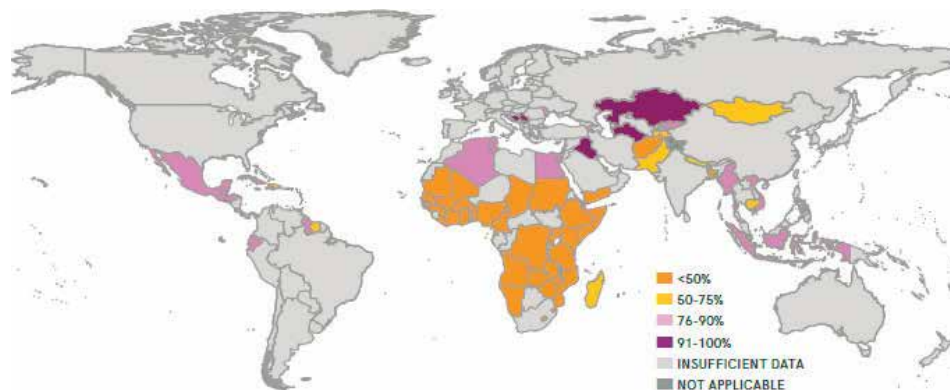 <50%
50-75%
76-90%
91-100%
INSUFFICIENT DATA
NOT APPLICABLE